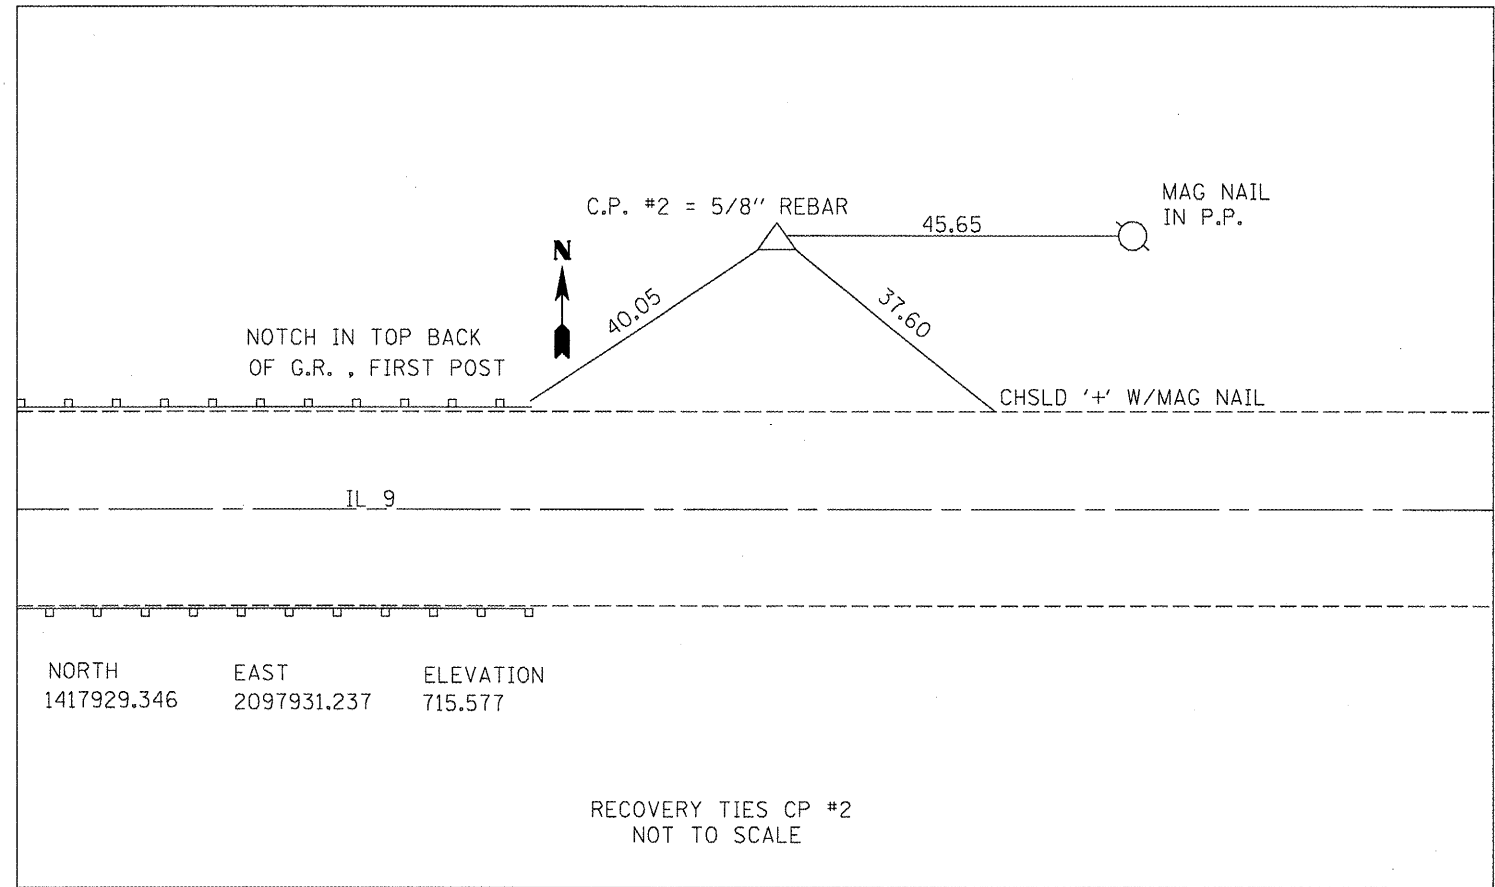 C.P. #2 = 5/8" REBAR
MAG NAIL
IN P.P.
45.65
N
40.05
37.60
NOTCH IN TOP BACK
OF G.R. , FIRST POST
CHSLD '+' W/MAG NAIL
IL 9
NORTH EAST ELEVATION
1417929.346 2097931.237 715.577
RECOVERY TIES CP #2
NOT TO SCALE